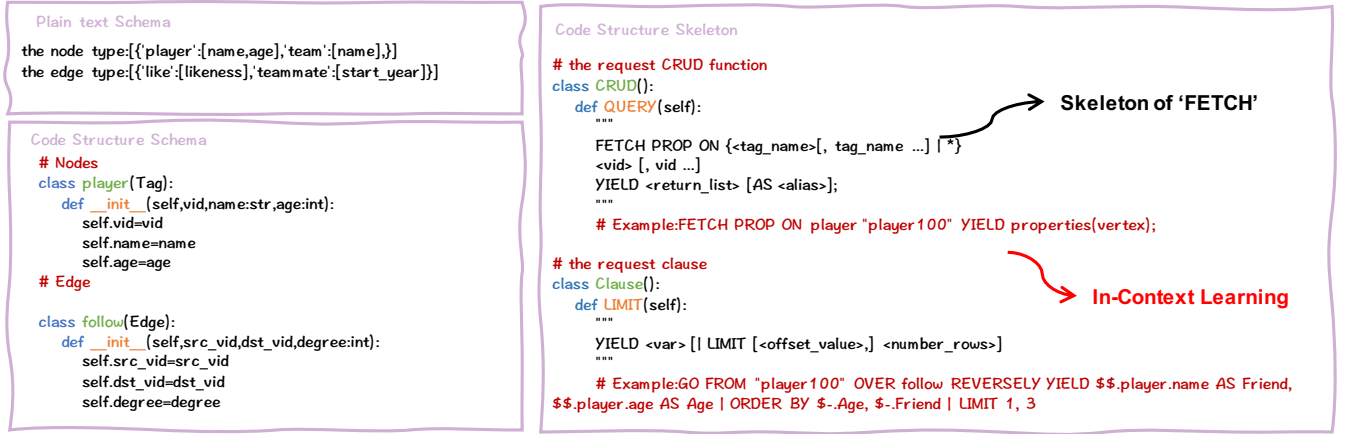 Plain text Schema
the node type:[{'player':[name,age],'team':[name],}]
the edge type:[{'like':[likeness],'teammate':[start_year]}]
Code Structure Schema
# Nodes
class player(Tag):
def __init__(self,vid,name:str,age:int):
self.vid=vid
self.name=name
self.age=age
# Edge
class follow(Edge):
def __init__(self,src_vid,dst_vid,degree:int):
self.src_vid=src_vid
self.dst_vid=dst_vid
self.degree=degree
Code Structure Skeleton
# the request CRUD function
class CRUD():
def QUERY(self):
"""
FETCH PROP ON {<tag_name>[, tag_name ...] | *}
<vid> [, vid ...]
YIELD <return_list> [AS <alias>];
"""
# Example:FETCH PROP ON player "player100" YIELD properties(vertex);
# the request clause
class Clause():
def LIMIT(self):
"""
YIELD <var> [| LIMIT [<offset_value>,] <number_rows>]
"""
# Example:GO FROM "player100" OVER follow REVERSELY YIELD $$.player.name AS Friend,
$$.player.age AS Age | ORDER BY $-.Age, $-.Friend | LIMIT 1, 3
Skeleton of ‘FETCH’
In-Context Learning